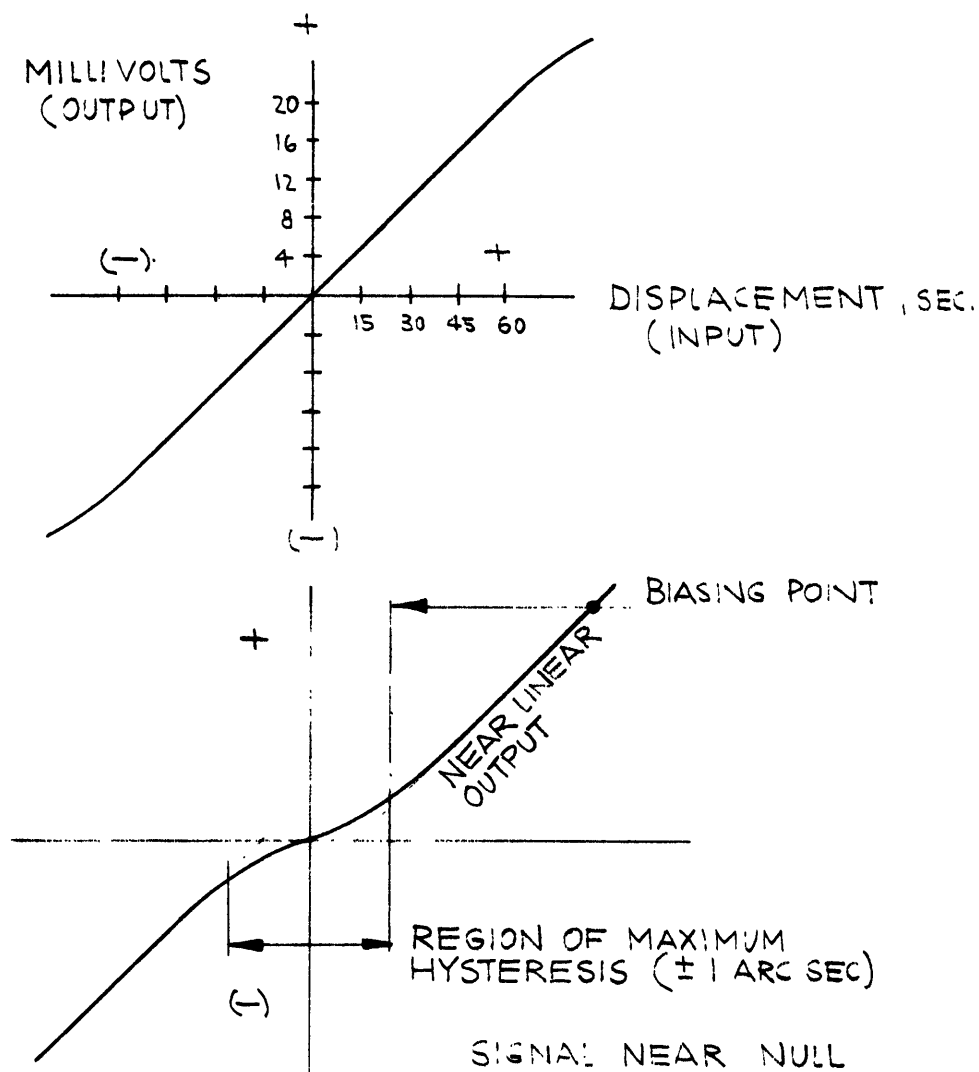 +
MILLIVOLTS
(OUTPUT)
20
16
12
8
4
(—)
+
15 30 45 60
DISPLACEMENT, SEC.
(INPUT)
(—)
BIASING POINT
+
NEAR LINEAR
OUTPUT
REGION OF MAXIMUM
HYSTERESIS (± 1 ARC SEC)
(—)
SIGNAL NEAR NULL